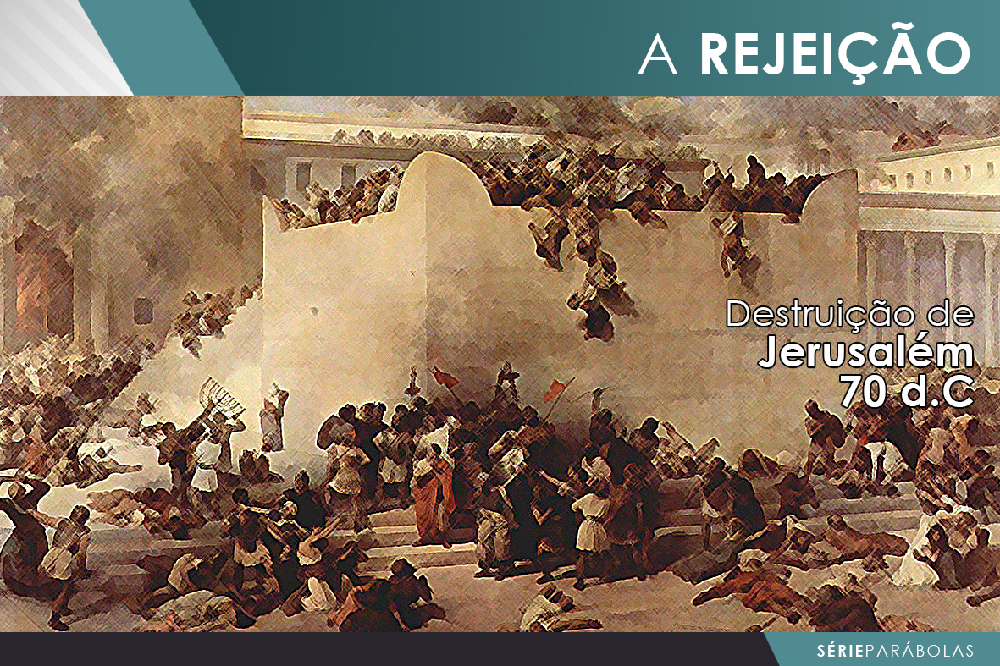 A REJEIÇÃO
Destruição de
Jerusalém
70 d.C
SÉRIEPARÁBOLAS